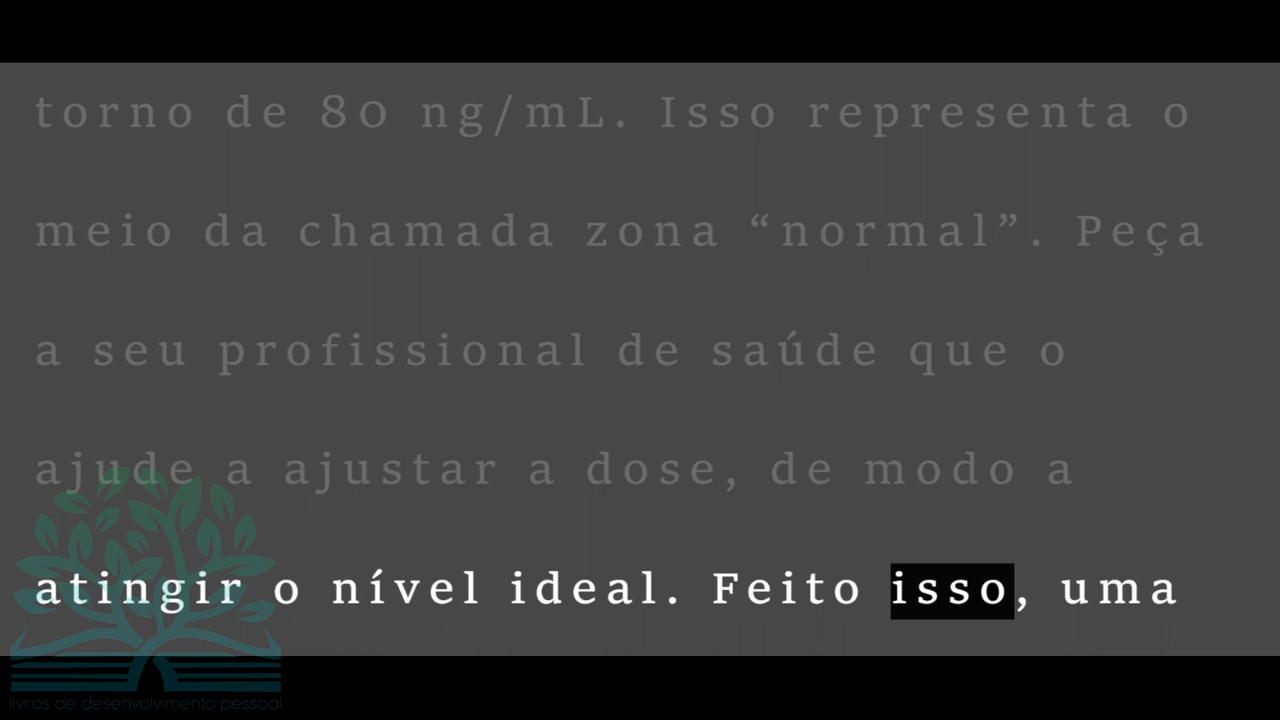 torno de 80 ng/mL. Isso representa o
meio da chamada zona “normal”. Peça
a seu profissional de saúde que o
ajude a ajustar a dose, de modo a
atingir o nível ideal. Feito isso, uma
livros de desenvolvimento pessoal